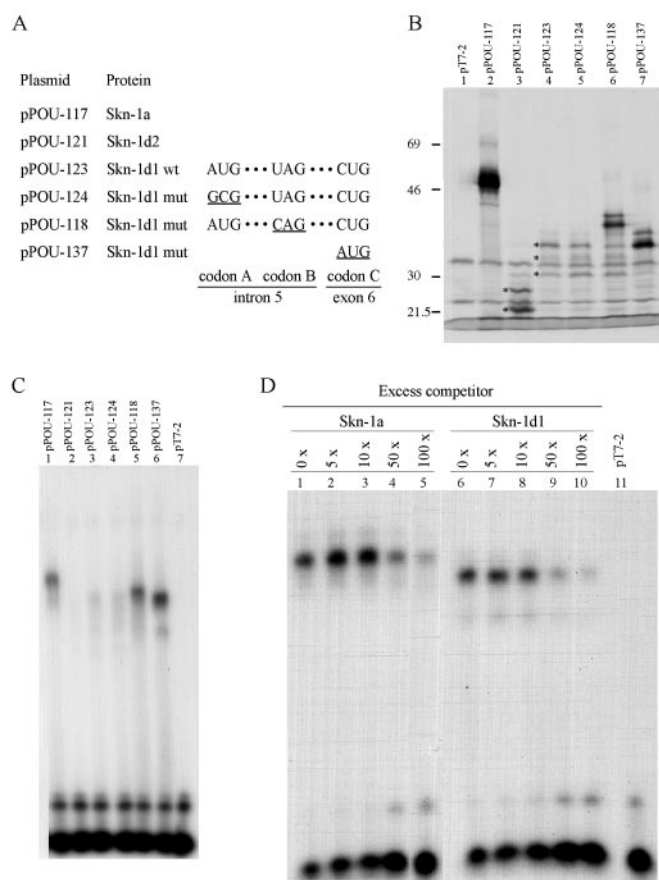 A
Plasmid Protein
pPOU-117 Skn-1a
pPOU-121 Skn-1d2
pPOU-123 Skn-1d1 wt AUG ••• UAG ••• CUG
pPOU-124 Skn-1d1 mut GCG ••• UAG ••• CUG
pPOU-118 Skn-1d1 mut AUG ••• CAG ••• CUG
pPOU-137 Skn-1d1 mut AUG
codon A codon B codon C
intron 5 exon 6
B
pT7-2 pPOU-117 pPOU-121 pPOU-123 pPOU-124 pPOU-118 pPOU-137
1 2 3 4 5 6 7
69
46
30
21.5
* * * * *
C
pPOU-117 pPOU-121 pPOU-123 pPOU-124 pPOU-118 pPOU-137 pT7-2
1 2 3 4 5 6 7
D
Excess competitor
Skn-1a Skn-1d1
0 x 5 x 10 x 50 x 100 x 0 x 5 x 10 x 50 x 100 x pT7-2
1 2 3 4 5 6 7 8 9 10 11